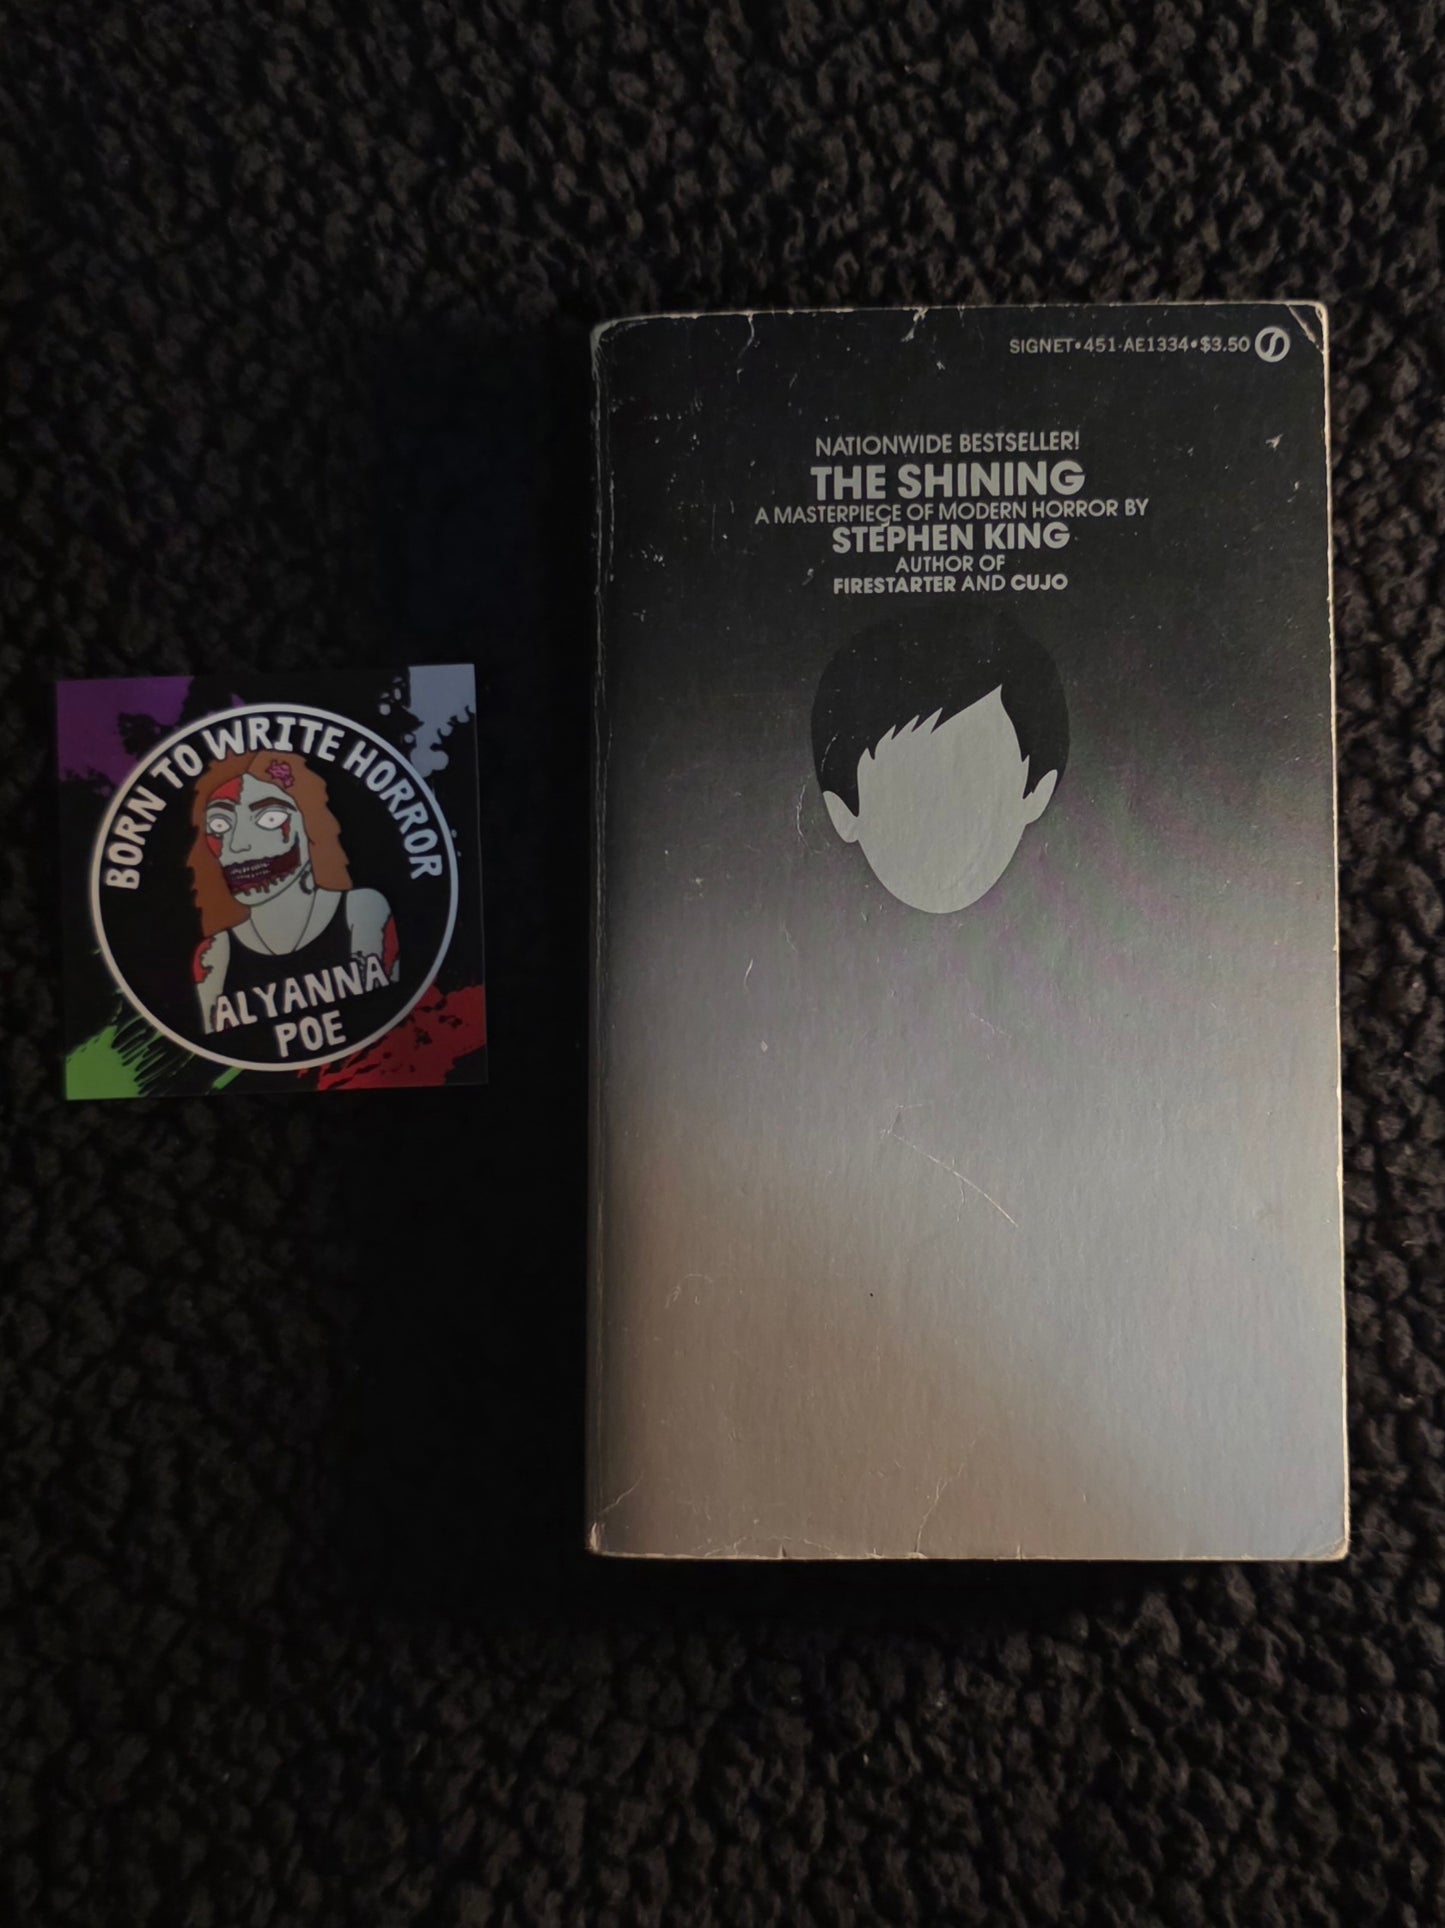 BORN TO WRITE HORROR
ALYANNA
POE
SIGNET•451-AE1334•$3.50
NATIONWIDE BESTSELLER!
THE SHINING
A MASTERPIECE OF MODERN HORROR BY
STEPHEN KING
AUTHOR OF
FIRESTARTER AND CUJO